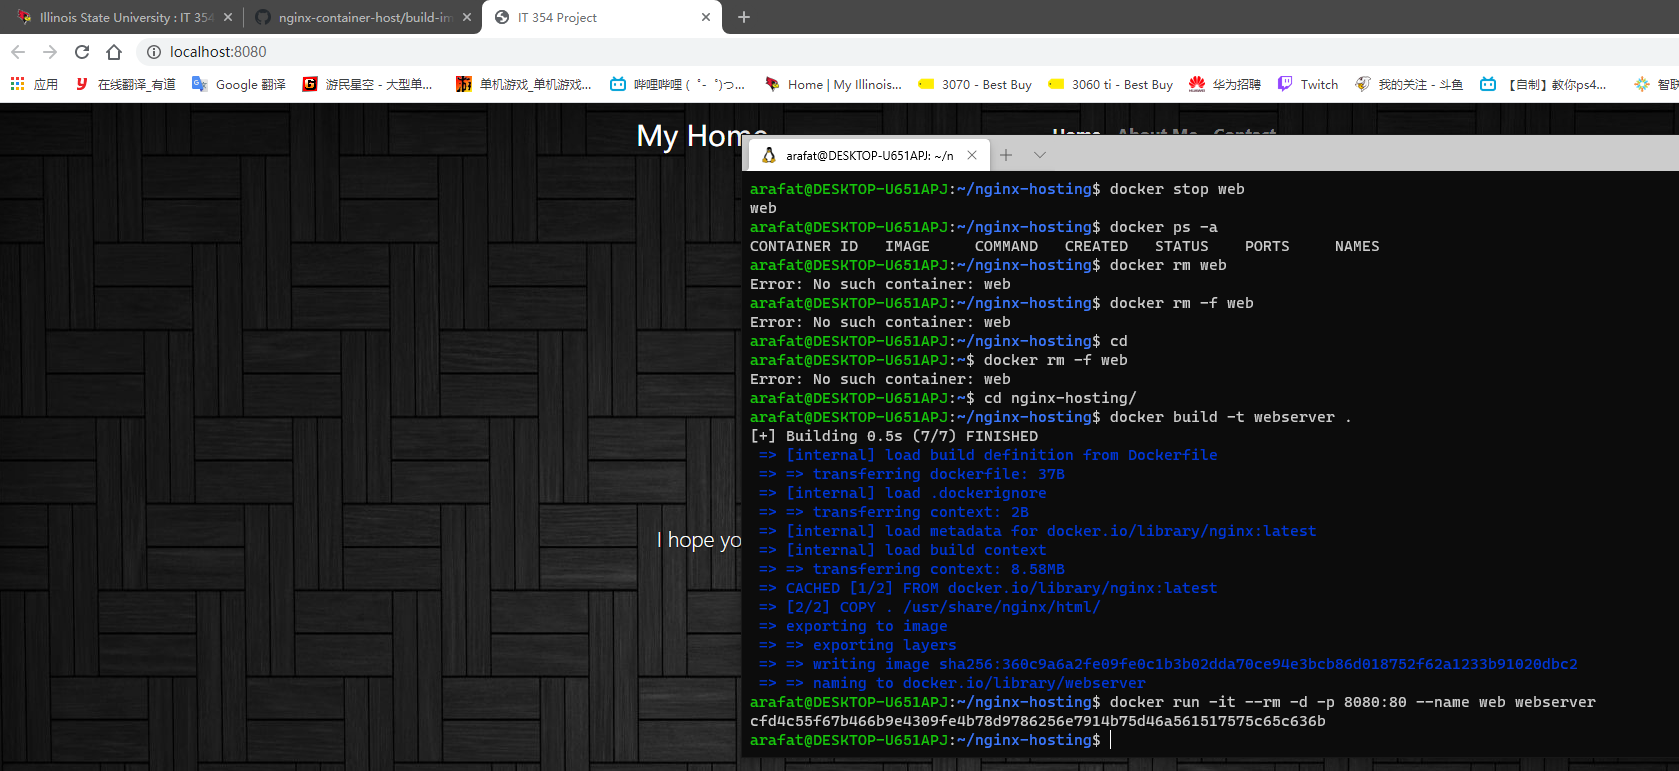 Illinois State University : IT 354
nginx-container-host/build-im
IT 354 Project
localhost:8080
应用
在线翻译_有道
Google 翻译
游民星空 - 大型单...
单机游戏_单机游戏...
哔哩哔哩 ( ゜- ゜)つ...
Home | My Illinois...
3070 - Best Buy
3060 ti - Best Buy
华为招聘
Twitch
我的关注 - 斗鱼
【自制】教你ps4...
智联
My Home
Home About Me Contact
I hope yo
arafat@DESKTOP-U651APJ: ~/n
arafat@DESKTOP-U651APJ:~/nginx-hosting$ docker stop web
web
arafat@DESKTOP-U651APJ:~/nginx-hosting$ docker ps -a
CONTAINER ID   IMAGE     COMMAND   CREATED   STATUS    PORTS     NAMES
arafat@DESKTOP-U651APJ:~/nginx-hosting$ docker rm web
Error: No such container: web
arafat@DESKTOP-U651APJ:~/nginx-hosting$ docker rm -f web
Error: No such container: web
arafat@DESKTOP-U651APJ:~/nginx-hosting$ cd
arafat@DESKTOP-U651APJ:~$ docker rm -f web
Error: No such container: web
arafat@DESKTOP-U651APJ:~$ cd nginx-hosting/
arafat@DESKTOP-U651APJ:~/nginx-hosting$ docker build -t webserver .
[+] Building 0.5s (7/7) FINISHED
=> [internal] load build definition from Dockerfile
=> => transferring dockerfile: 37B
=> [internal] load .dockerignore
=> => transferring context: 2B
=> [internal] load metadata for docker.io/library/nginx:latest
=> [internal] load build context
=> => transferring context: 8.58MB
=> CACHED [1/2] FROM docker.io/library/nginx:latest
=> [2/2] COPY . /usr/share/nginx/html/
=> exporting to image
=> => exporting layers
=> => writing image sha256:360c9a6a2fe09fe0c1b3b02dda70ce94e3bcb86d018752f62a1233b91020dbc2
=> => naming to docker.io/library/webserver
arafat@DESKTOP-U651APJ:~/nginx-hosting$ docker run -it --rm -d -p 8080:80 --name web webserver
cfd4c55f67b466b9e4309fe4b78d9786256e7914b75d46a561517575c65c636b
arafat@DESKTOP-U651APJ:~/nginx-hosting$